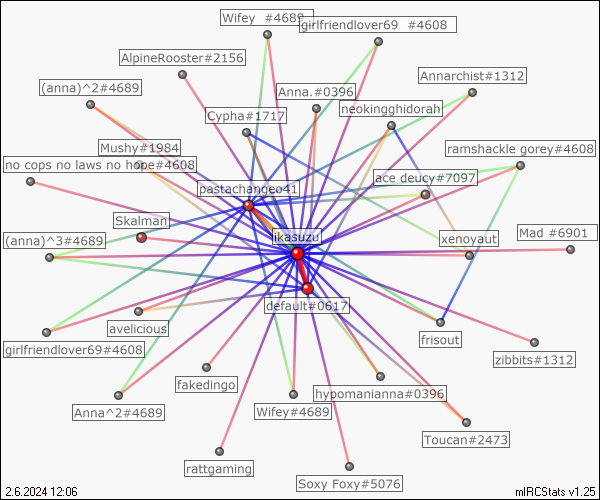 Wifey #4689
girlfriendlover69 #4608
AlpineRooster#2156
Annarchist#1312
(anna)^2#4689
Anna.#0396
neokingghidorah
Cypha#1717
Mushy#1984
ramshackle gorey#4608
no cops no laws no hope#4608
ace deucy#7097
pastachangeo41
Skalman
(anna)^3#4689
ikasuzu
xenoyaut
Mad #6901
default#0617
avelicious
frisout
girlfriendlover69#4608
zibbits#1312
fakedingo
hypomanianna#0396
Anna^2#4689
Wifey#4689
Toucan#2473
rattgaming
Soxy Foxy#5076
2.6.2024 12:06
mIRCStats v1.25